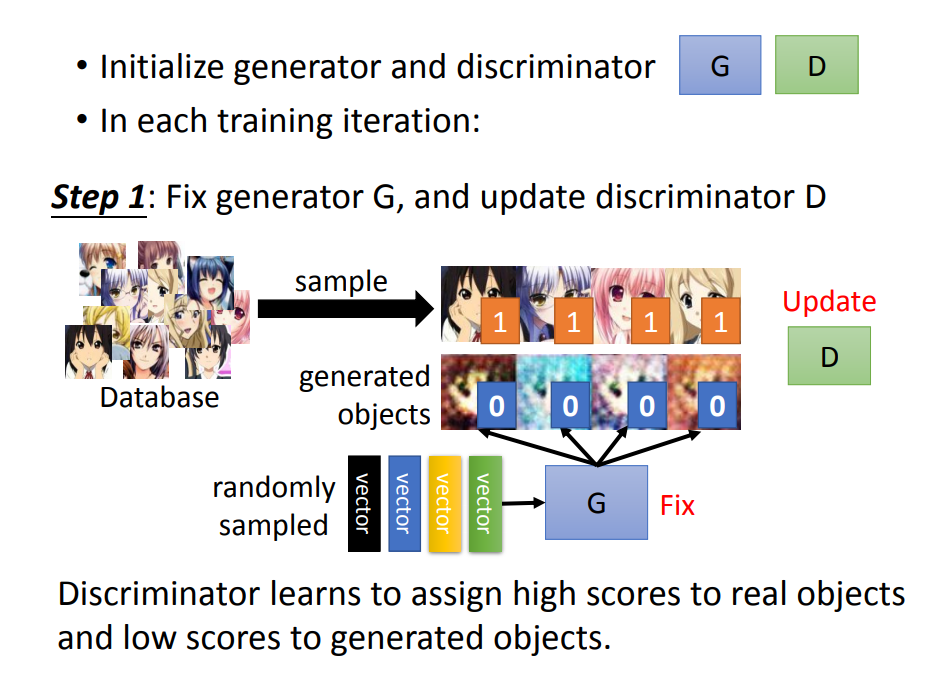 • Initialize generator and discriminator G D
• In each training iteration:
Step 1: Fix generator G, and update discriminator D
sample
1 1 1 1
Update
D
Database
generated
objects
0 0 0 0
randomly
sampled
vector vector vector vector
G
Fix
Discriminator learns to assign high scores to real objects
and low scores to generated objects.